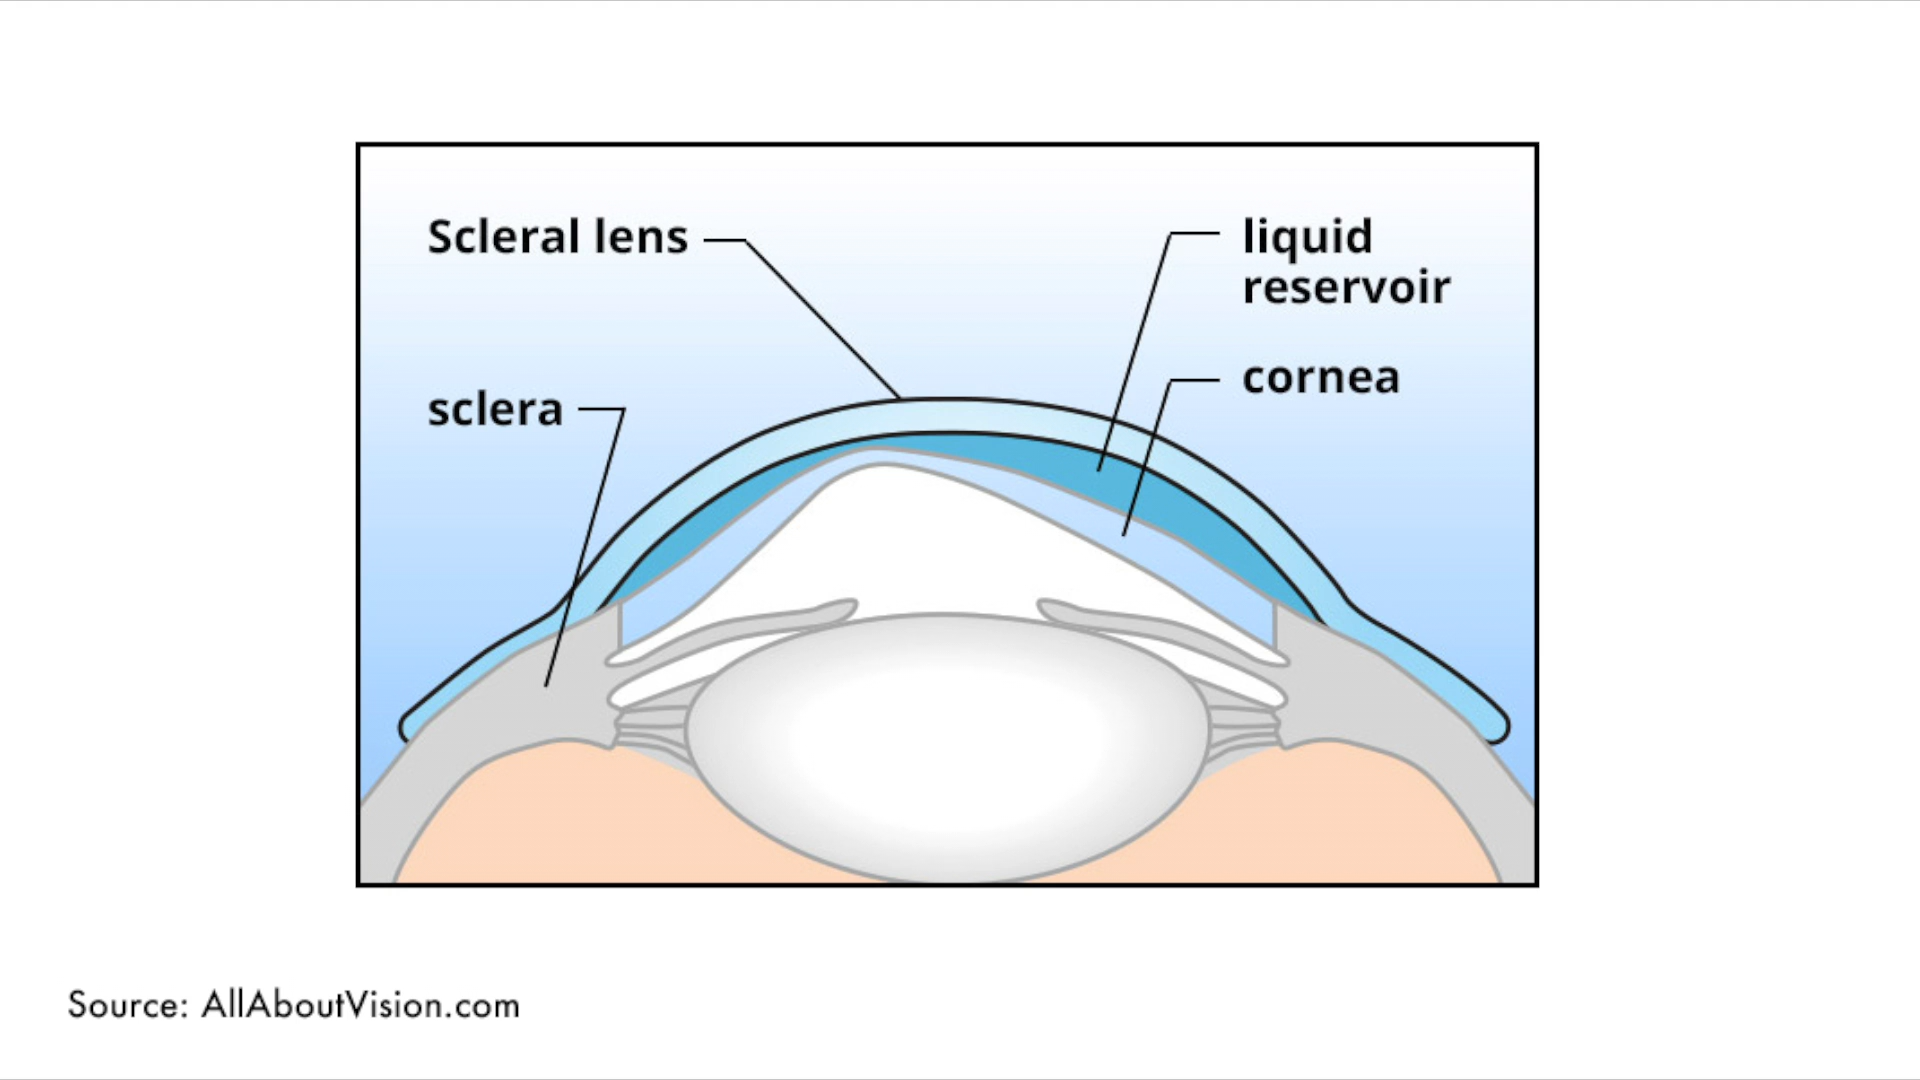 Scleral lens
liquid
reservoir
cornea
sclera
Source: AllAboutVision.com